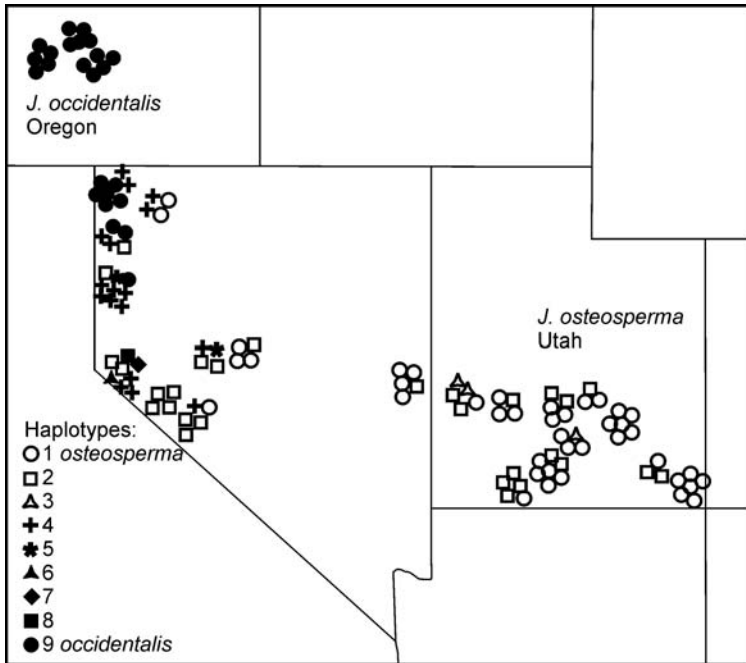 J. occidentalis
Oregon
J. osteosperma
Utah
Haplotypes:
1 osteosperma
2
3
4
5
6
7
8
9 occidentalis